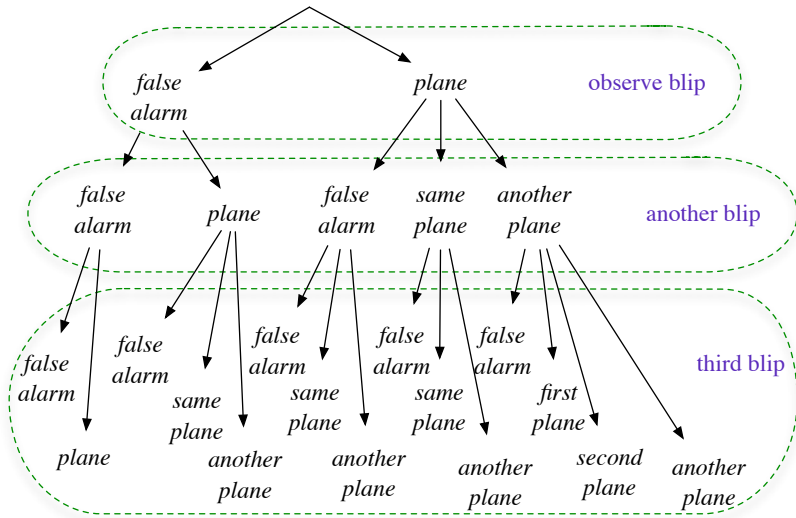 false
alarm
plane
observe blip
false
alarm
plane
false
alarm
same
plane
another
plane
another blip
false
alarm
plane
false
alarm
same
plane
another
plane
false
alarm
same
plane
another
plane
false
alarm
same
plane
another
plane
false
alarm
first
plane
second
plane
another
plane
third blip